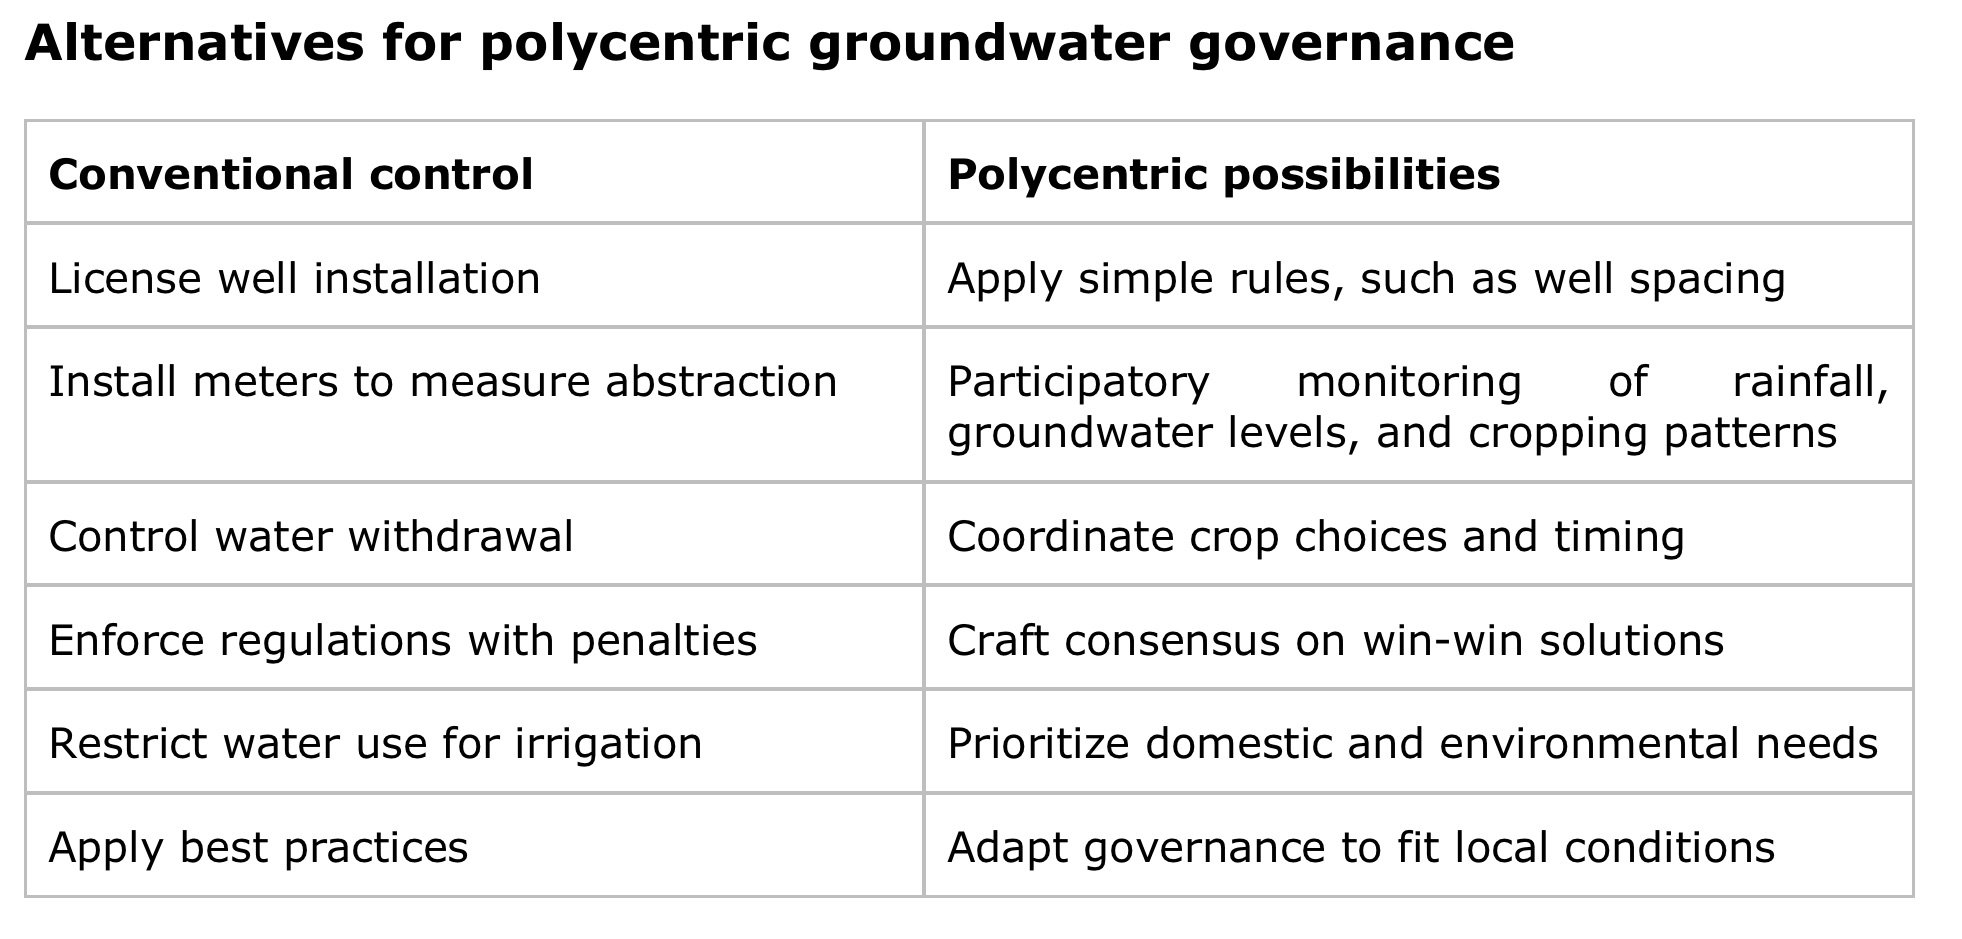 Alternatives for polycentric groundwater governance
Conventional control
Polycentric possibilities
License well installation
Apply simple rules, such as well spacing
Install meters to measure abstraction
Participatory monitoring of rainfall,
groundwater levels, and cropping patterns
Control water withdrawal
Coordinate crop choices and timing
Enforce regulations with penalties
Craft consensus on win-win solutions
Restrict water use for irrigation
Prioritize domestic and environmental needs
Apply best practices
Adapt governance to fit local conditions